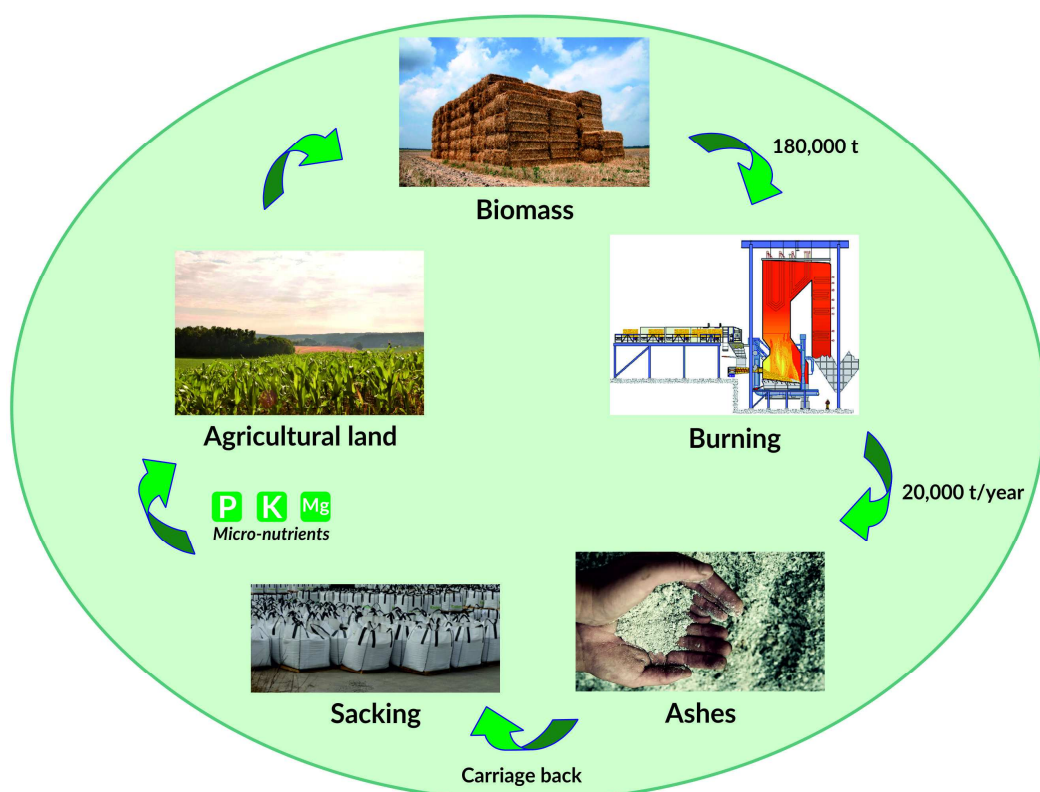 180,000 t
Biomass
Agricultural land
Burning
20,000 t/year
P K Mg
Micro-nutrients
Sacking
Ashes
Carriage back